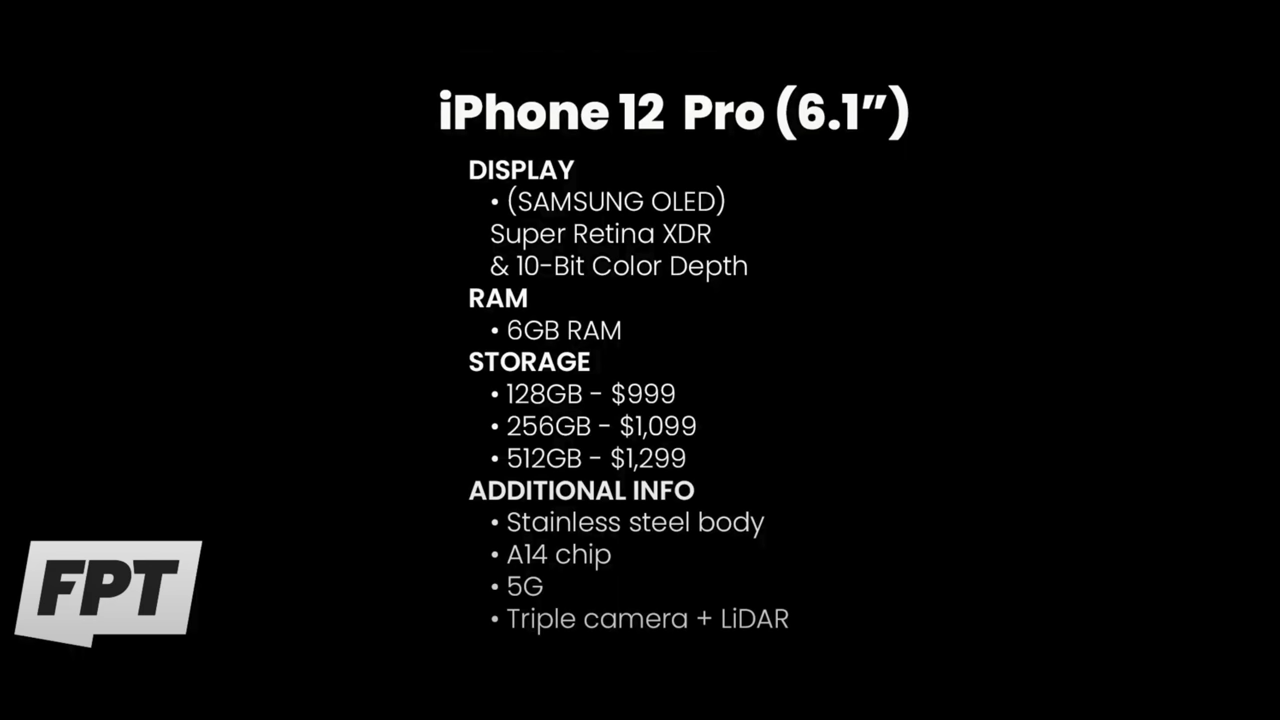 iPhone 12 Pro (6.1”)
DISPLAY
• (SAMSUNG OLED)
Super Retina XDR
& 10-Bit Color Depth
RAM
• 6GB RAM
STORAGE
• 128GB - $999
• 256GB - $1,099
• 512GB - $1,299
ADDITIONAL INFO
• Stainless steel body
• A14 chip
• 5G
• Triple camera + LiDAR
FPT